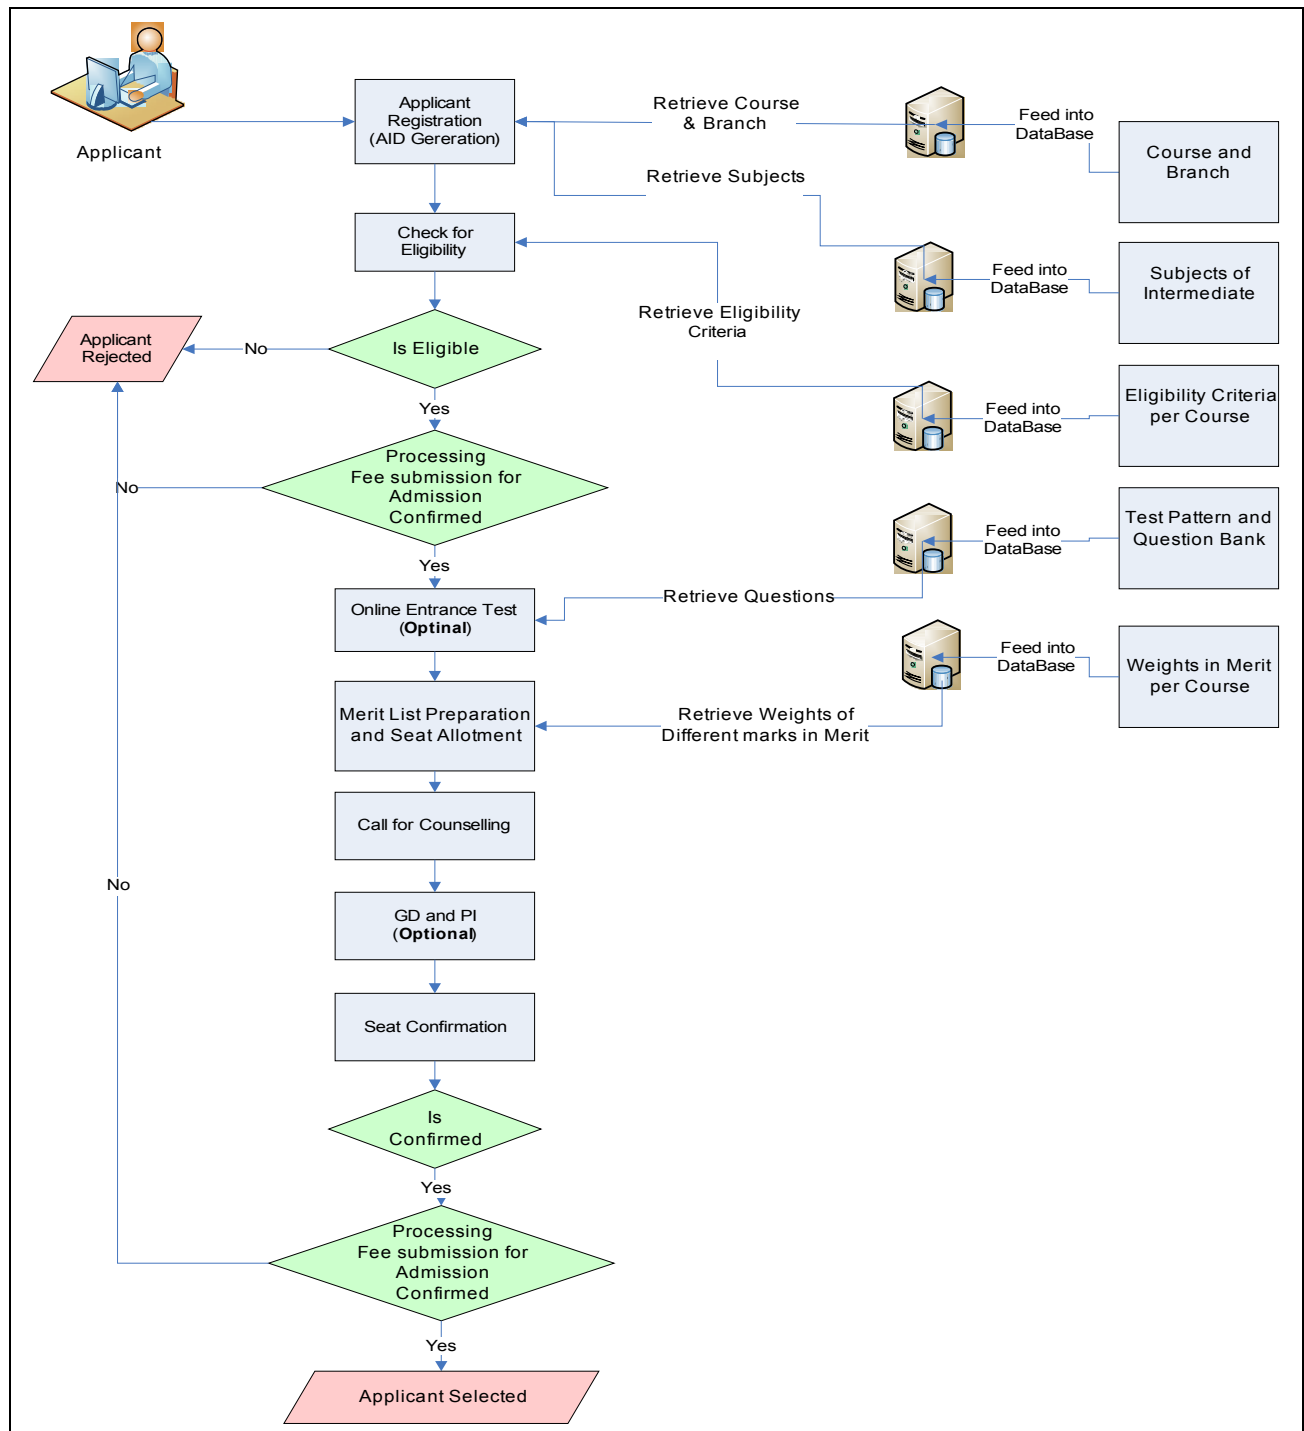 Applicant
Applicant
Registration
(AID Gereration)
Retrieve Course
& Branch
Feed into
DataBase
Course and
Branch
Retrieve Subjects
Check for
Eligibility
Feed into
DataBase
Subjects of
Intermediate
Retrieve Eligibility
Criteria
Applicant
Rejected
No
Is Eligible
Yes
Feed into
DataBase
Eligibility Criteria
per Course
Processing
Fee submission for
Admission
Confirmed
No
Yes
Feed into
DataBase
Test Pattern and
Question Bank
Online Entrance Test
(Optinal)
Retrieve Questions
Feed into
DataBase
Weights in Merit
per Course
Merit List Preparation
and Seat Allotment
Retrieve Weights of
Different marks in Merit
Call for Counselling
No
GD and PI
(Optional)
Seat Confirmation
Is
Confirmed
Yes
Processing
Fee submission for
Admission
Confirmed
Yes
Applicant Selected